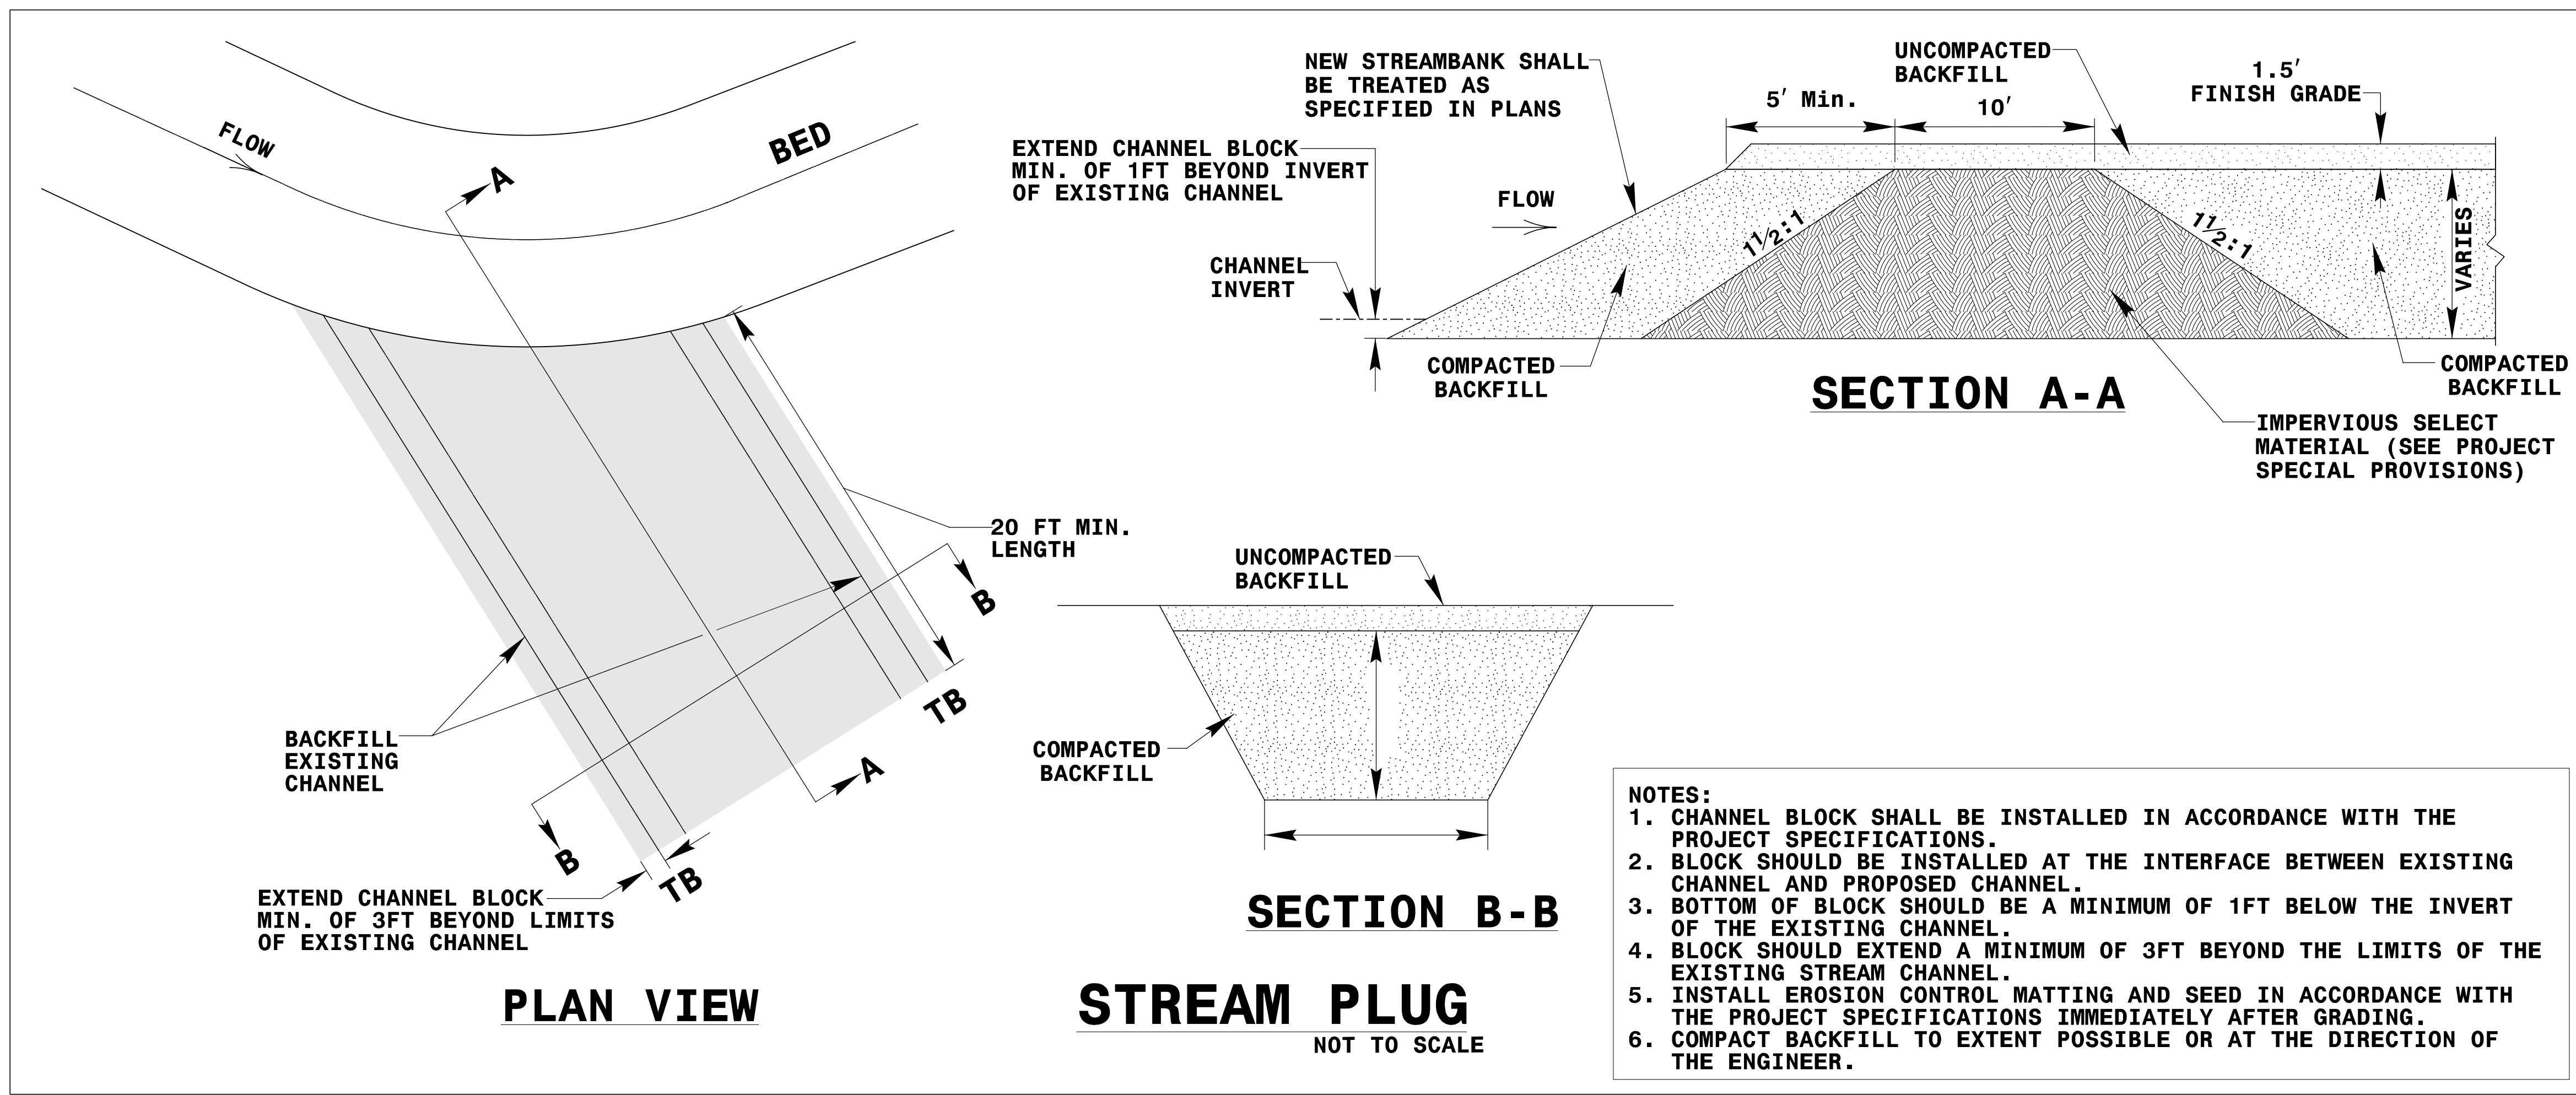 FLOW
BED
A
20 FT MIN.
LENGTH
B
TB
BACKFILL
EXISTING
CHANNEL
A
B
TB
EXTEND CHANNEL BLOCK
MIN. OF 3FT BEYOND LIMITS
OF EXISTING CHANNEL
PLAN VIEW
NEW STREAMBANK SHALL
BE TREATED AS
SPECIFIED IN PLANS
UNCOMPACTED
BACKFILL
1.5'
FINISH GRADE
5' Min.
10'
EXTEND CHANNEL BLOCK
MIN. OF 1FT BEYOND INVERT
OF EXISTING CHANNEL
FLOW
1 1/2:1
1 1/2:1
VARIES
CHANNEL
INVERT
COMPACTED
BACKFILL
COMPACTED
BACKFILL
SECTION A-A
IMPERVIOUS SELECT
MATERIAL (SEE PROJECT
SPECIAL PROVISIONS)
UNCOMPACTED
BACKFILL
COMPACTED
BACKFILL
SECTION B-B
STREAM PLUG
NOT TO SCALE
NOTES:
1. CHANNEL BLOCK SHALL BE INSTALLED IN ACCORDANCE WITH THE
PROJECT SPECIFICATIONS.
2. BLOCK SHOULD BE INSTALLED AT THE INTERFACE BETWEEN EXISTING
CHANNEL AND PROPOSED CHANNEL.
3. BOTTOM OF BLOCK SHOULD BE A MINIMUM OF 1FT BELOW THE INVERT
OF THE EXISTING CHANNEL.
4. BLOCK SHOULD EXTEND A MINIMUM OF 3FT BEYOND THE LIMITS OF THE
EXISTING STREAM CHANNEL.
5. INSTALL EROSION CONTROL MATTING AND SEED IN ACCORDANCE WITH
THE PROJECT SPECIFICATIONS IMMEDIATELY AFTER GRADING.
6. COMPACT BACKFILL TO EXTENT POSSIBLE OR AT THE DIRECTION OF
THE ENGINEER.